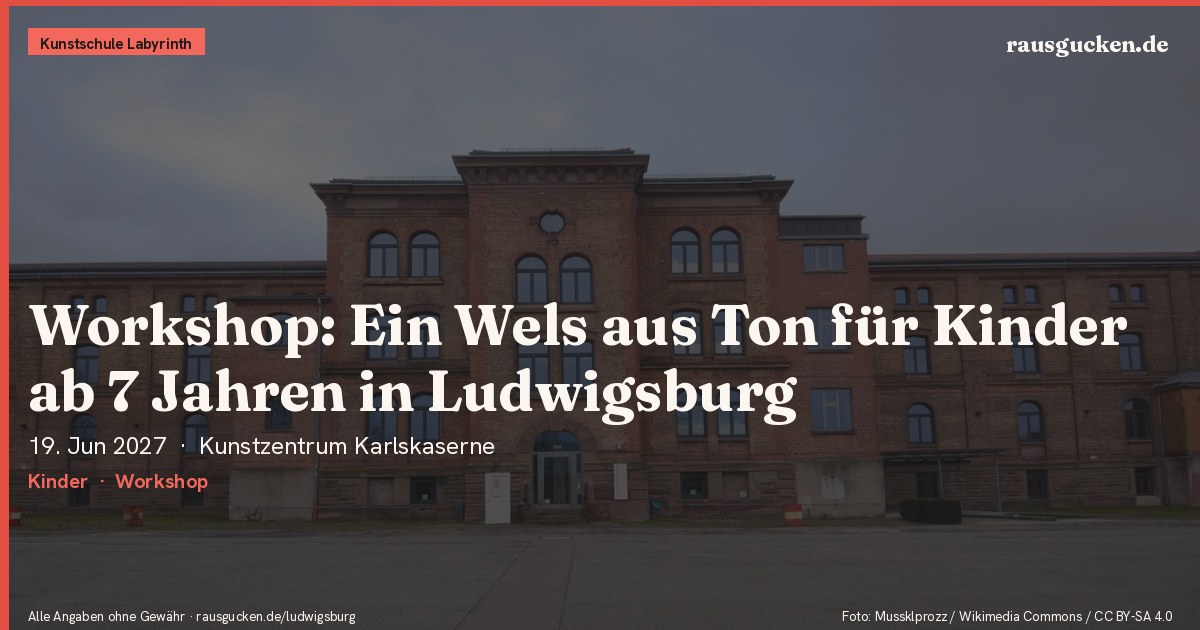 Kunstschule Labyrinth
rausgucken.de
Workshop: Ein Wels aus Ton für Kinder
ab 7 Jahren in Ludwigsburg
19. Jun 2027 · Kunstzentrum Karlskaserne
Kinder · Workshop
Alle Angaben ohne Gewähr · rausgucken.de/ludwigsburg
Foto: Mussklprozz / Wikimedia Commons / CC BY-SA 4.0